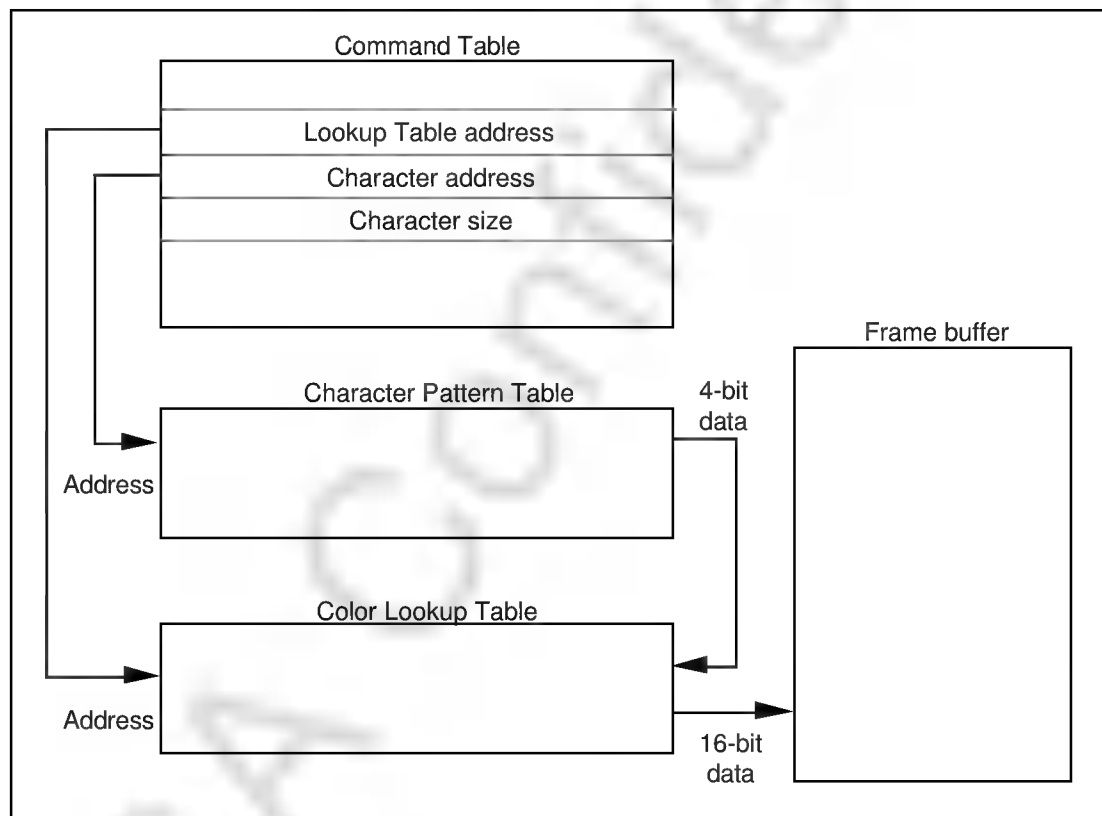 Command Table
Lookup Table address
Character address
Character size
Frame buffer
Character Pattern Table
4-bit
data
Address
Color Lookup Table
Address
16-bit
data